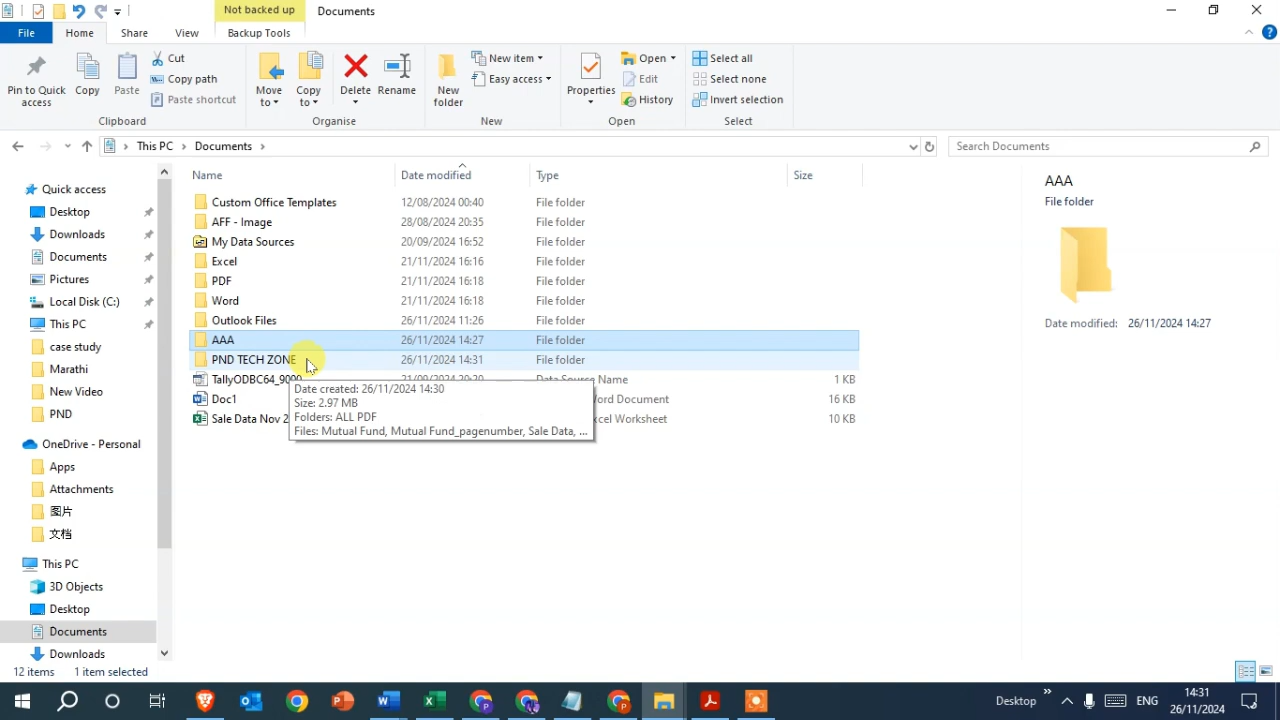 Not backed up
Documents
File
Home
Share
View
Backup Tools
Pin to Quick access
Copy
Paste
Cut
Copy path
Paste shortcut
Clipboard
Move to
Copy to
Delete
Rename
Organise
New folder
New item
Easy access
New
Properties
Open
Edit
History
Open
Select all
Select none
Invert selection
Select
This PC
Documents
Search Documents
Name
Date modified
Type
Size
Quick access
Desktop
Downloads
Documents
Pictures
Local Disk (C:)
This PC
case study
Marathi
New Video
PND
OneDrive - Personal
Apps
Attachments
图片
文档
This PC
3D Objects
Desktop
Documents
Downloads
Custom Office Templates 12/08/2024 00:40 File folder
AFF - Image 28/08/2024 20:35 File folder
My Data Sources 20/09/2024 16:52 File folder
Excel 21/11/2024 16:16 File folder
PDF 21/11/2024 16:18 File folder
Word 21/11/2024 16:18 File folder
Outlook Files 26/11/2024 11:26 File folder
AAA 26/11/2024 14:27 File folder
PND TECH ZONE 26/11/2024 14:31 File folder
TallyODBC64_9000 21/09/2024 20:20 Data Source Name 1 KB
Doc1 Word Document 16 KB
Sale Data Nov 2 xcel Worksheet 10 KB
Date created: 26/11/2024 14:30
Size: 2.97 MB
Folders: ALL PDF
Files: Mutual Fund, Mutual Fund_pagenumber, Sale Data, ...
AAA
File folder
Date modified: 26/11/2024 14:27
12 items
1 item selected
Desktop
ENG
14:31
26/11/2024